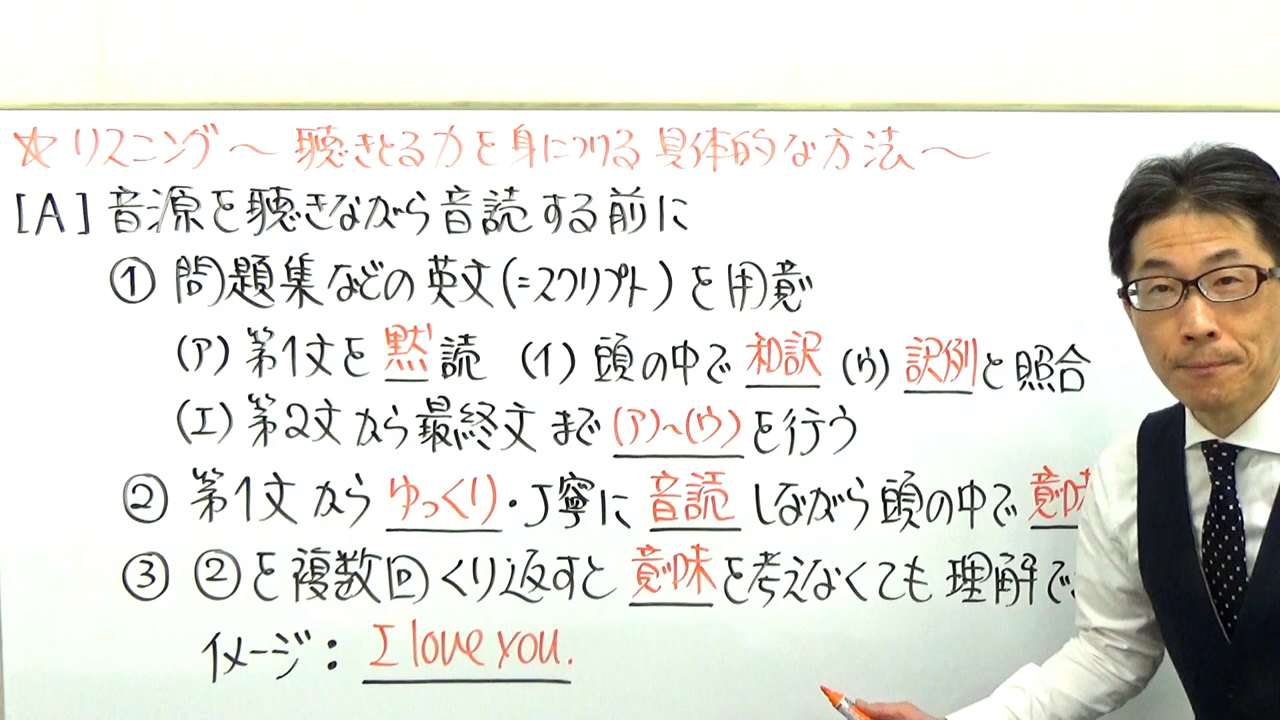 ☆ リスニング〜 聴きとる力を身につける具体的な方法〜
[A] 音源を聴きながら音読する前に
① 問題集などの英文(=スクリプト)を用意
(ア)第1文を黙読 (イ)頭の中で和訳 (ウ)訳例と照合
(エ)第2文から最終文まで(ア)~(ウ)を行う
② 第1文からゆっくり・丁寧に音読しながら頭の中で意味
③ ②を複数回くり返すと意味を考えなくても理解で
イメージ: I love you.